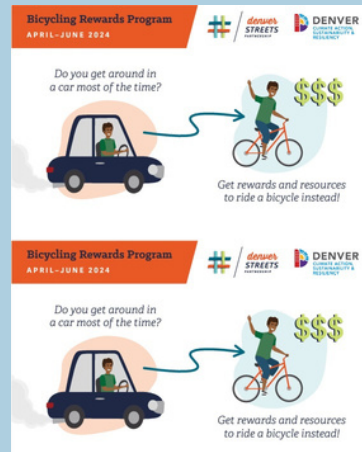 Bicycling Rewards Program
APRIL–JUNE 2024
denver
STREETS
PARTNERSHIP
DENVER
CLIMATE ACTION,
SUSTAINABILITY &
RESILIENCY
Do you get around in
a car most of the time?
$$$
Get rewards and resources
to ride a bicycle instead!
Bicycling Rewards Program
APRIL–JUNE 2024
denver
STREETS
PARTNERSHIP
DENVER
CLIMATE ACTION,
SUSTAINABILITY &
RESILIENCY
Do you get around in
a car most of the time?
$$$
Get rewards and resources
to ride a bicycle instead!